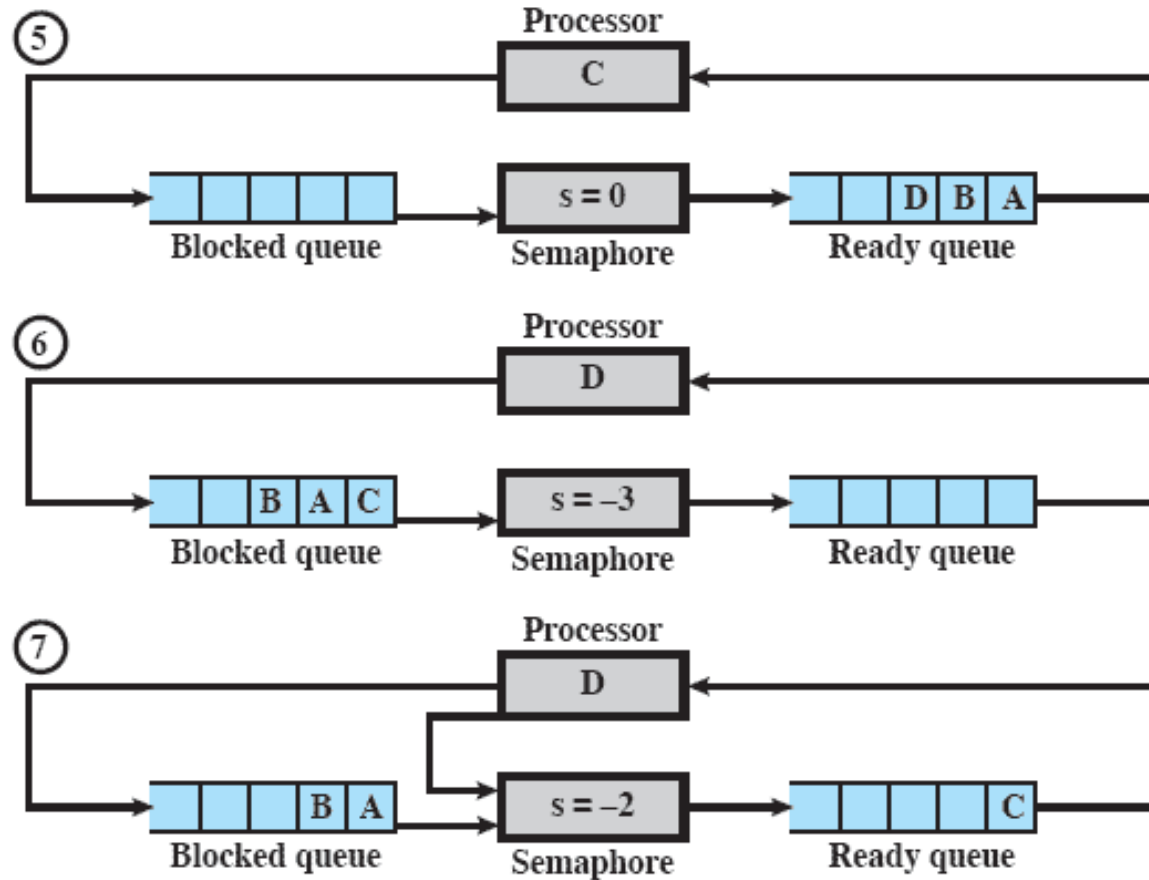 5
Processor
C
s = 0
D B A
Blocked queue
Semaphore
Ready queue
6
Processor
D
B A C
s = –3
Blocked queue
Semaphore
Ready queue
7
Processor
D
B A
s = –2
C
Blocked queue
Semaphore
Ready queue